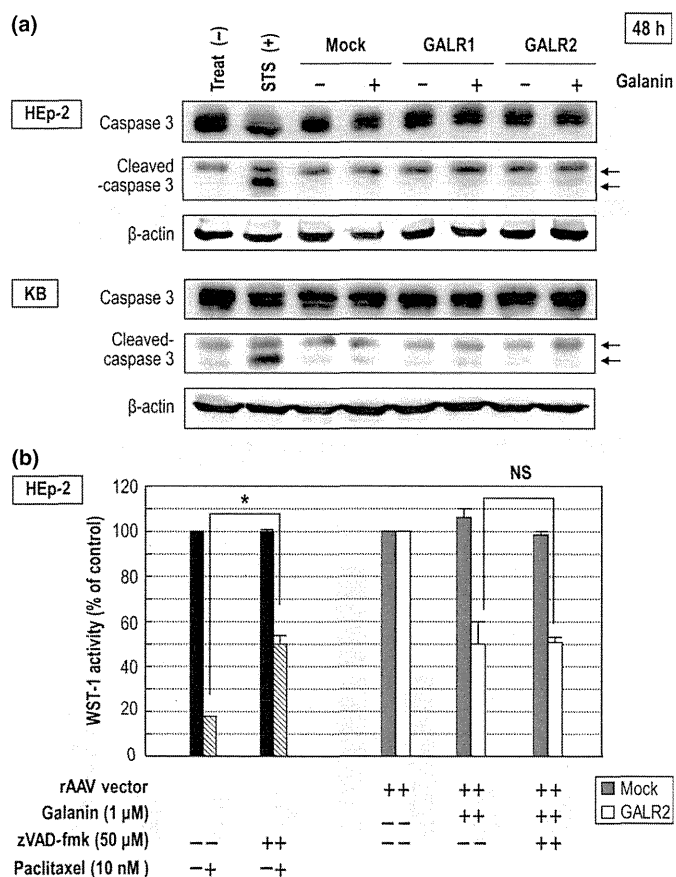 (a)
Treat (–) STS (+) Mock GALR1 GALR2 48 h
– + – + – + Galanin
HEp-2 Caspase 3
Cleaved
-caspase 3
β-actin
KB Caspase 3
Cleaved-
caspase 3
β-actin
(b)
HEp-2
WST-1 activity (% of control)
120
100
80
60
40
20
0
*
NS
rAAV vector ++ ++ ++
Galanin (1 μM) –– ++ ++
zVAD-fmk (50 μM) –– ++ –– –– ++
Paclitaxel (10 nM) –+ –+
Mock
GALR2